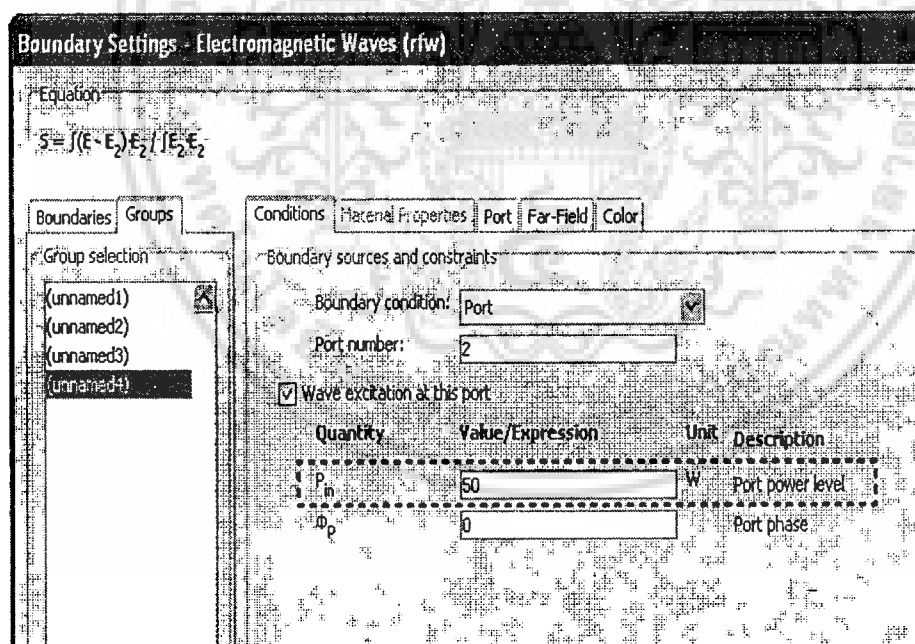 Boundary Settings - Electromagnetic Waves (rfw)
Equation
S = ∫(E - E₂)·E₂ / ∫E₂·E₂
Boundaries Groups
Conditions Material Properties Port Far-Field Color
Group selection
(unnamed1)
(unnamed2)
(unnamed3)
(unnamed4)
Boundary sources and constraints
Boundary condition: Port
Port number: 2
Wave excitation at this port
Quantity Value/Expression Unit Description
P_in 50 W Port power level
Φ_p 0 Port phase